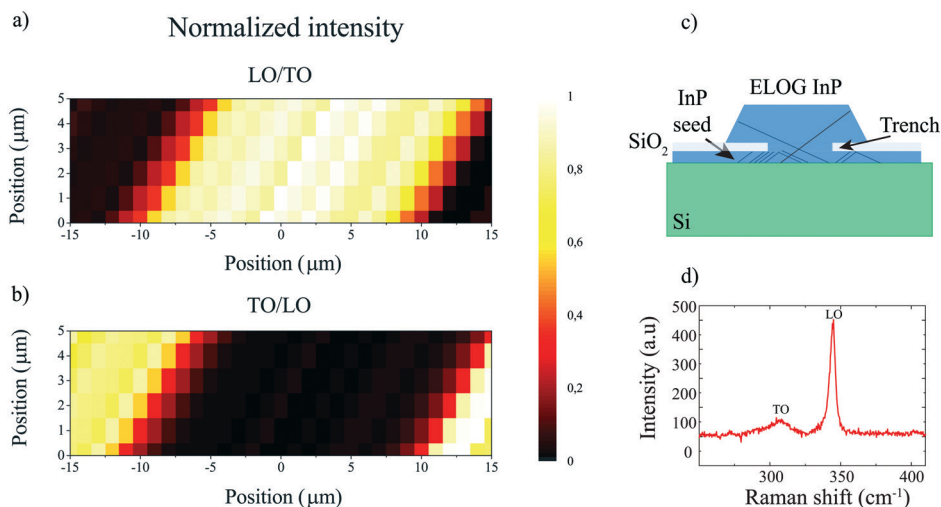 a)
Normalized intensity
LO/TO
Position (μm)
5
4
3
2
1
0
-15
-10
-5
0
5
10
15
Position (μm)
b)
TO/LO
Position (μm)
5
4
3
2
1
0
-15
-10
-5
0
5
10
15
Position (μm)
1
0,8
0,6
0,4
0,2
0
c)
ELOG InP
InP
seed
Trench
SiO2
Si
d)
Intensity (a.u)
500
400
300
200
100
0
LO
TO
300
350
400
Raman shift (cm-1)